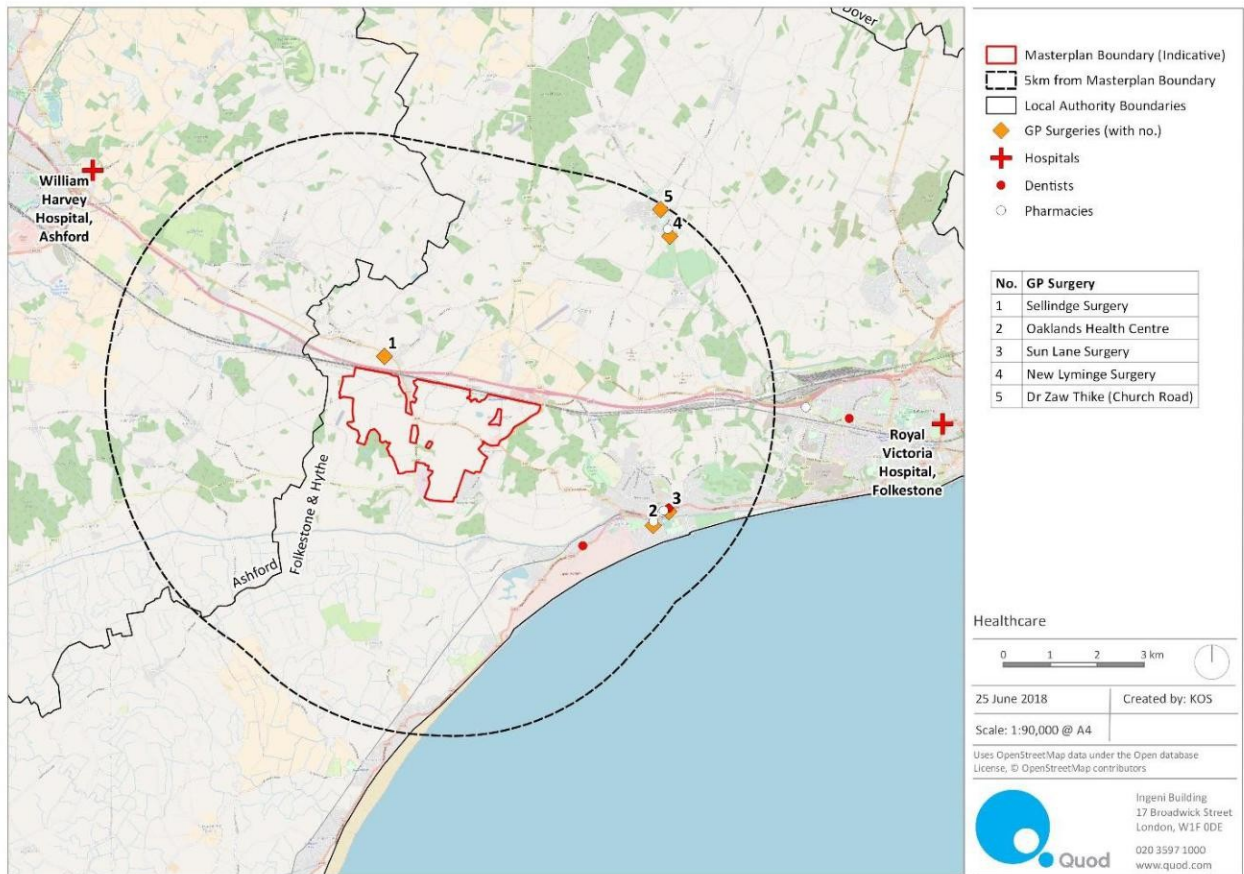 Dover
William
Harvey
Hospital,
Ashford
5
4
1
Royal
Victoria
Hospital,
Folkestone
3
2
Ashford
Folkestone & Hythe
Masterplan Boundary (Indicative)
5km from Masterplan Boundary
Local Authority Boundaries
GP Surgeries (with no.)
Hospitals
Dentists
Pharmacies
No. GP Surgery
1 Sellindge Surgery
2 Oaklands Health Centre
3 Sun Lane Surgery
4 New Lyminge Surgery
5 Dr Zaw Thike (Church Road)
Healthcare
0 1 2 3 km
25 June 2018 Created by: KOS
Scale: 1:90,000 @ A4
Uses OpenStreetMap data under the Open database
License, © OpenStreetMap contributors
Ingeni Building
17 Broadwick Street
London, W1F 0DE
020 3597 1000
www.quod.com
Quod